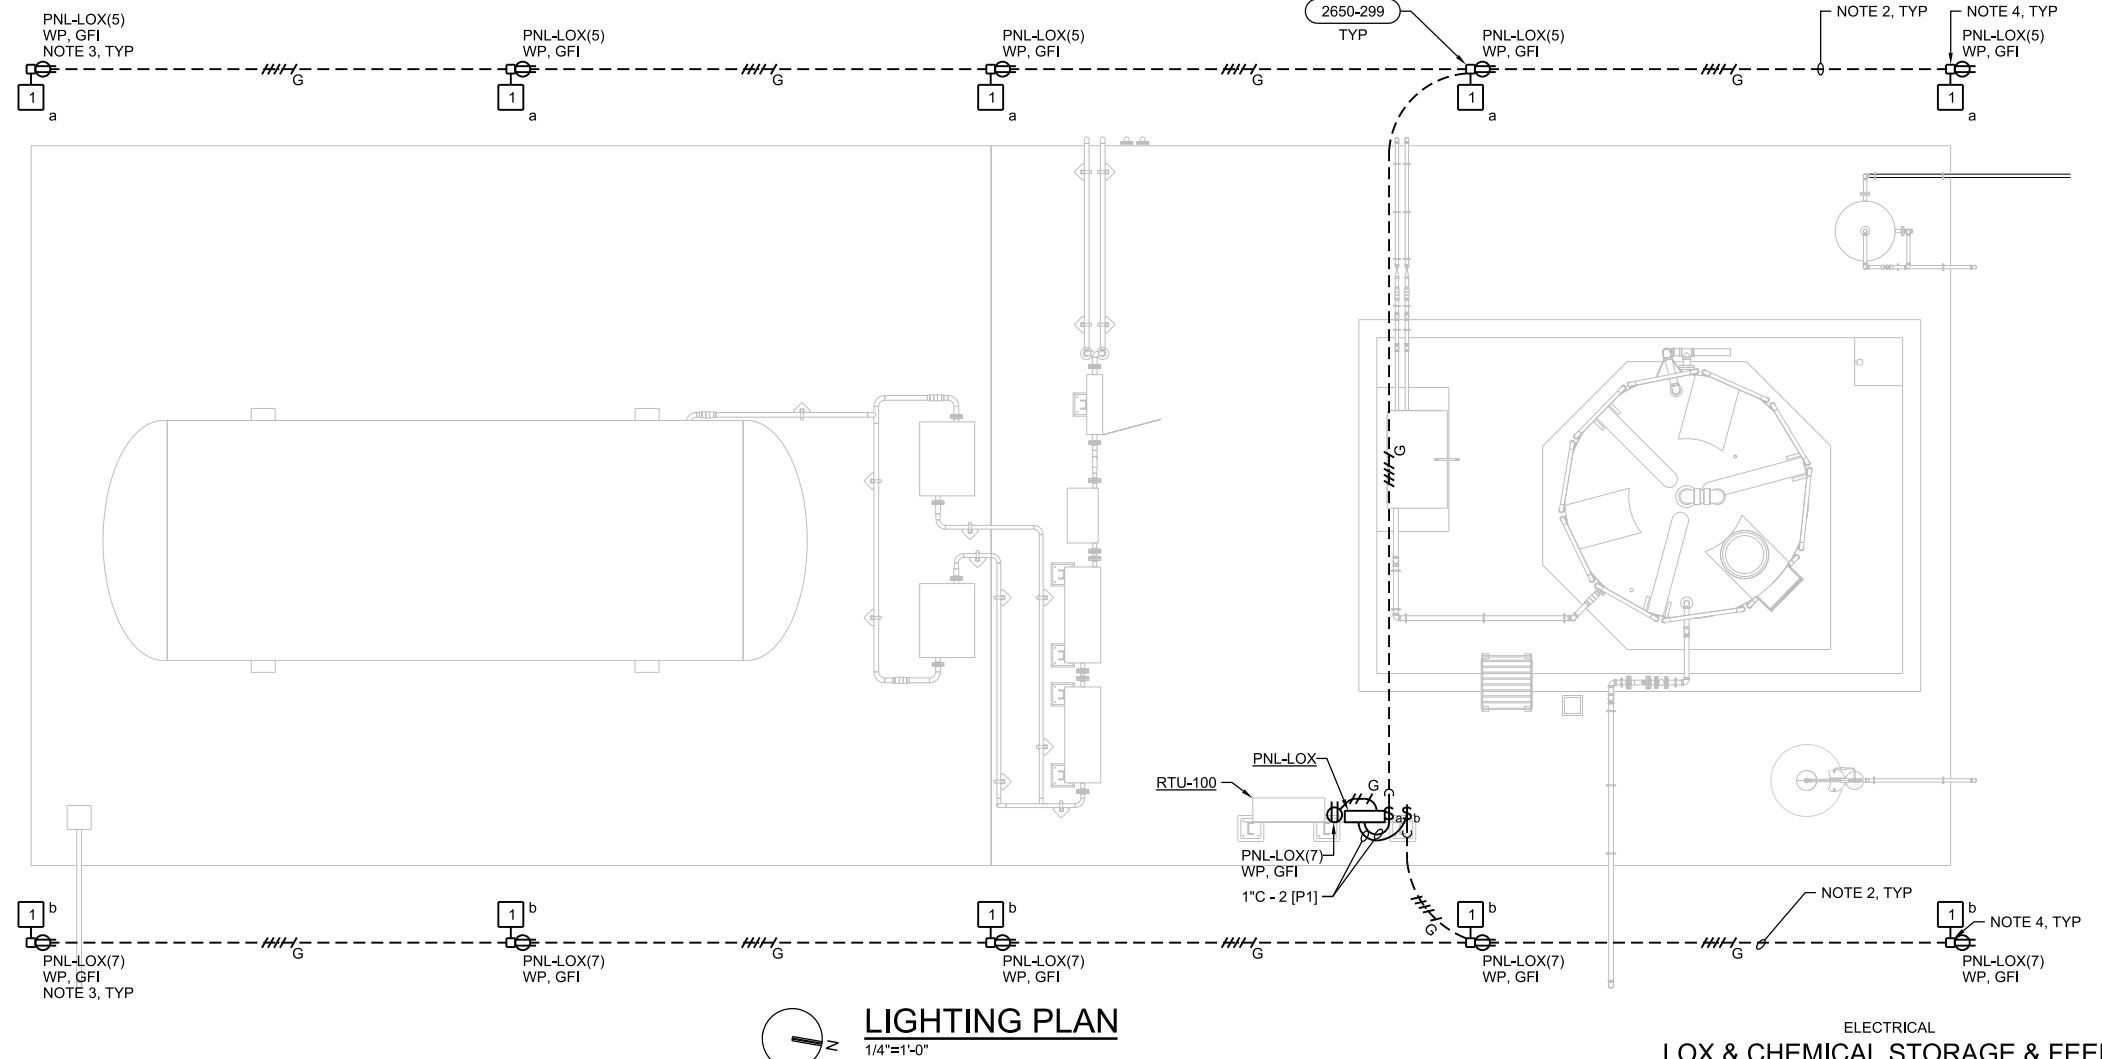 PNL-LOX(5)
WP, GFI
NOTE 3, TYP
PNL-LOX(5)
WP, GFI
PNL-LOX(5)
WP, GFI
2650-299
TYP
PNL-LOX(5)
WP, GFI
NOTE 2, TYP
NOTE 4, TYP
PNL-LOX(5)
WP, GFI
G
G
G
G
1
a
1
a
1
a
1
a
1
a
G
PNL-LOX
RTU-100
G
$
a
$
b
PNL-LOX(7)
WP, GFI
1"C - 2 [P1]
G
NOTE 2, TYP
NOTE 4, TYP
1
b
1
b
1
b
1
b
1
b
G
G
G
G
PNL-LOX(7)
WP, GFI
NOTE 3, TYP
PNL-LOX(7)
WP, GFI
PNL-LOX(7)
WP, GFI
PNL-LOX(7)
WP, GFI
PNL-LOX(7)
WP, GFI
N
LIGHTING PLAN
1/4"=1'-0"
ELECTRICAL
LOX & CHEMICAL STORAGE & FEED